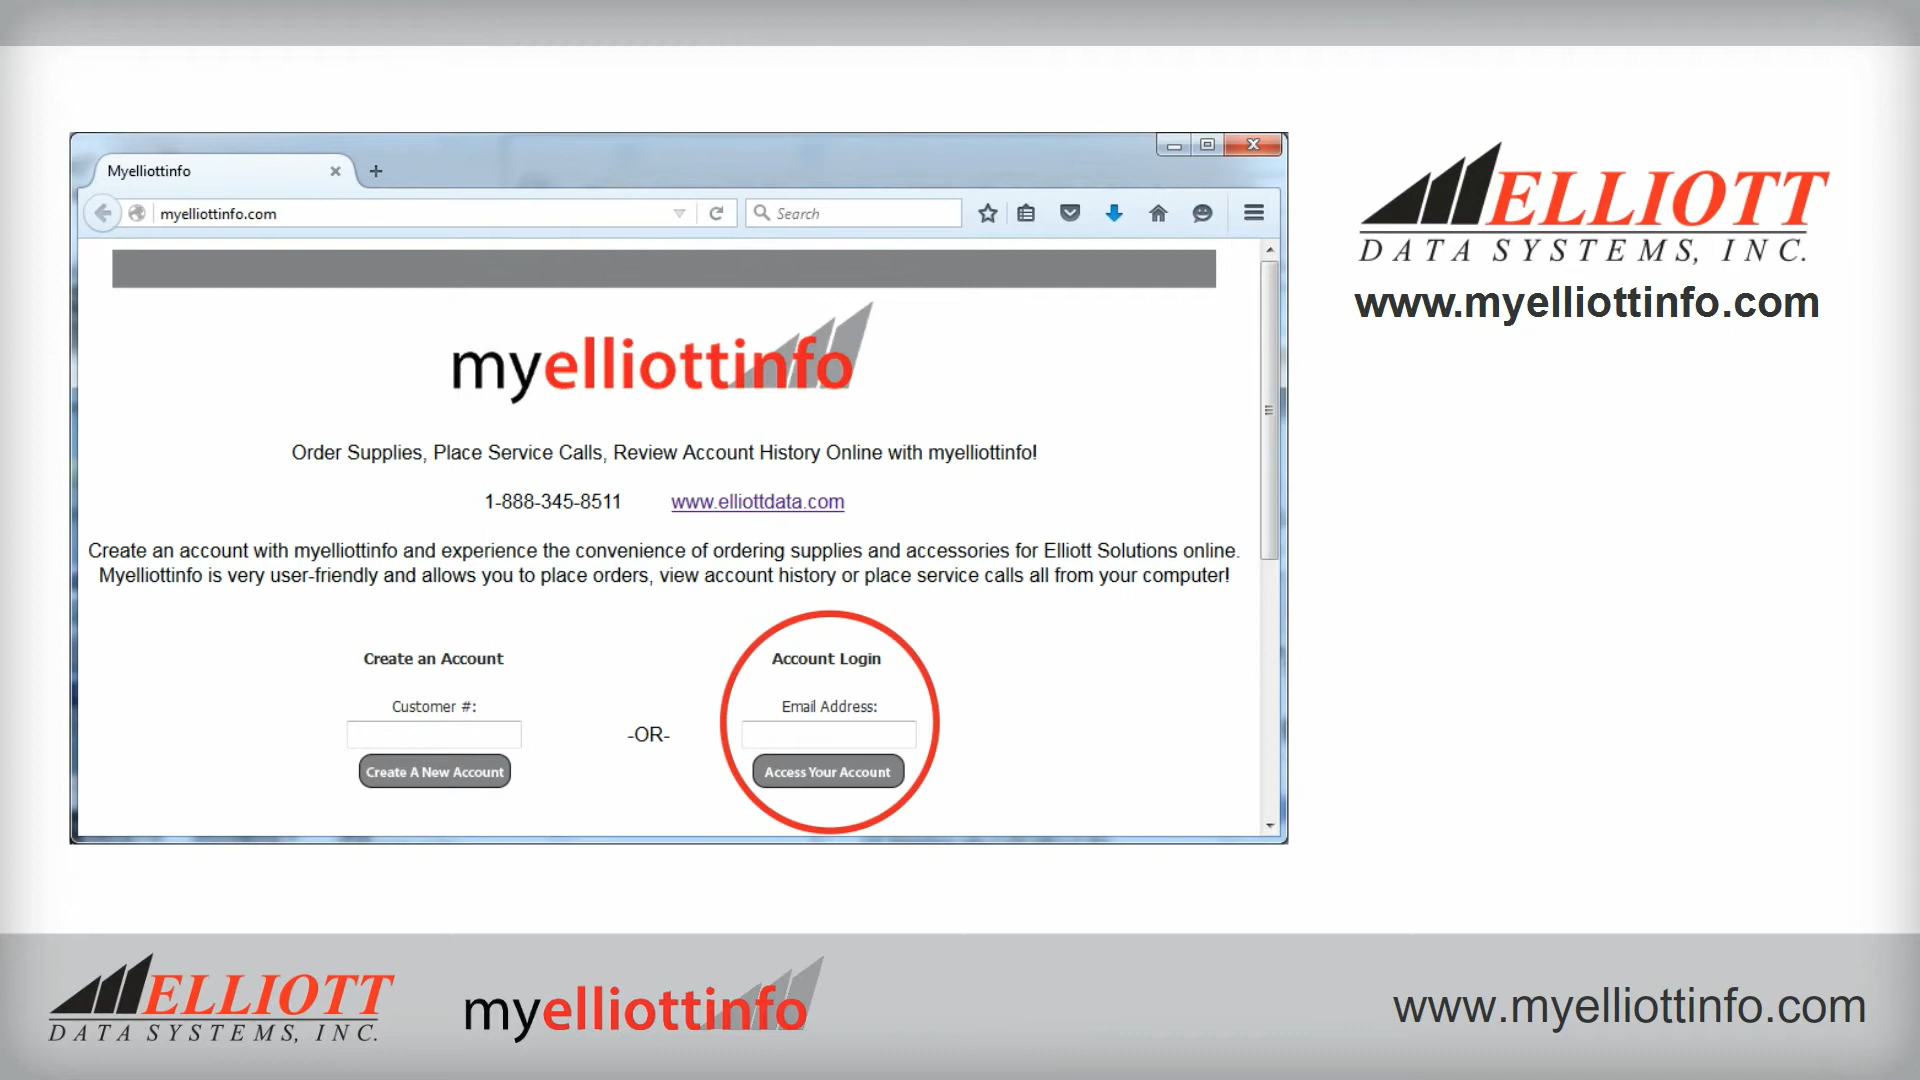 Myelliottinfo
myelliottinfo.com
Search
ELLIOTT
DATA SYSTEMS, INC.
www.myelliottinfo.com
myelliottinfo
Order Supplies, Place Service Calls, Review Account History Online with myelliottinfo!
1-888-345-8511 www.elliottdata.com
Create an account with myelliottinfo and experience the convenience of ordering supplies and accessories for Elliott Solutions online.
Myelliottinfo is very user-friendly and allows you to place orders, view account history or place service calls all from your computer!
Create an Account
Customer #:
Create A New Account
-OR-
Account Login
Email Address:
Access Your Account
ELLIOTT
DATA SYSTEMS, INC.
myelliottinfo
www.myelliottinfo.com